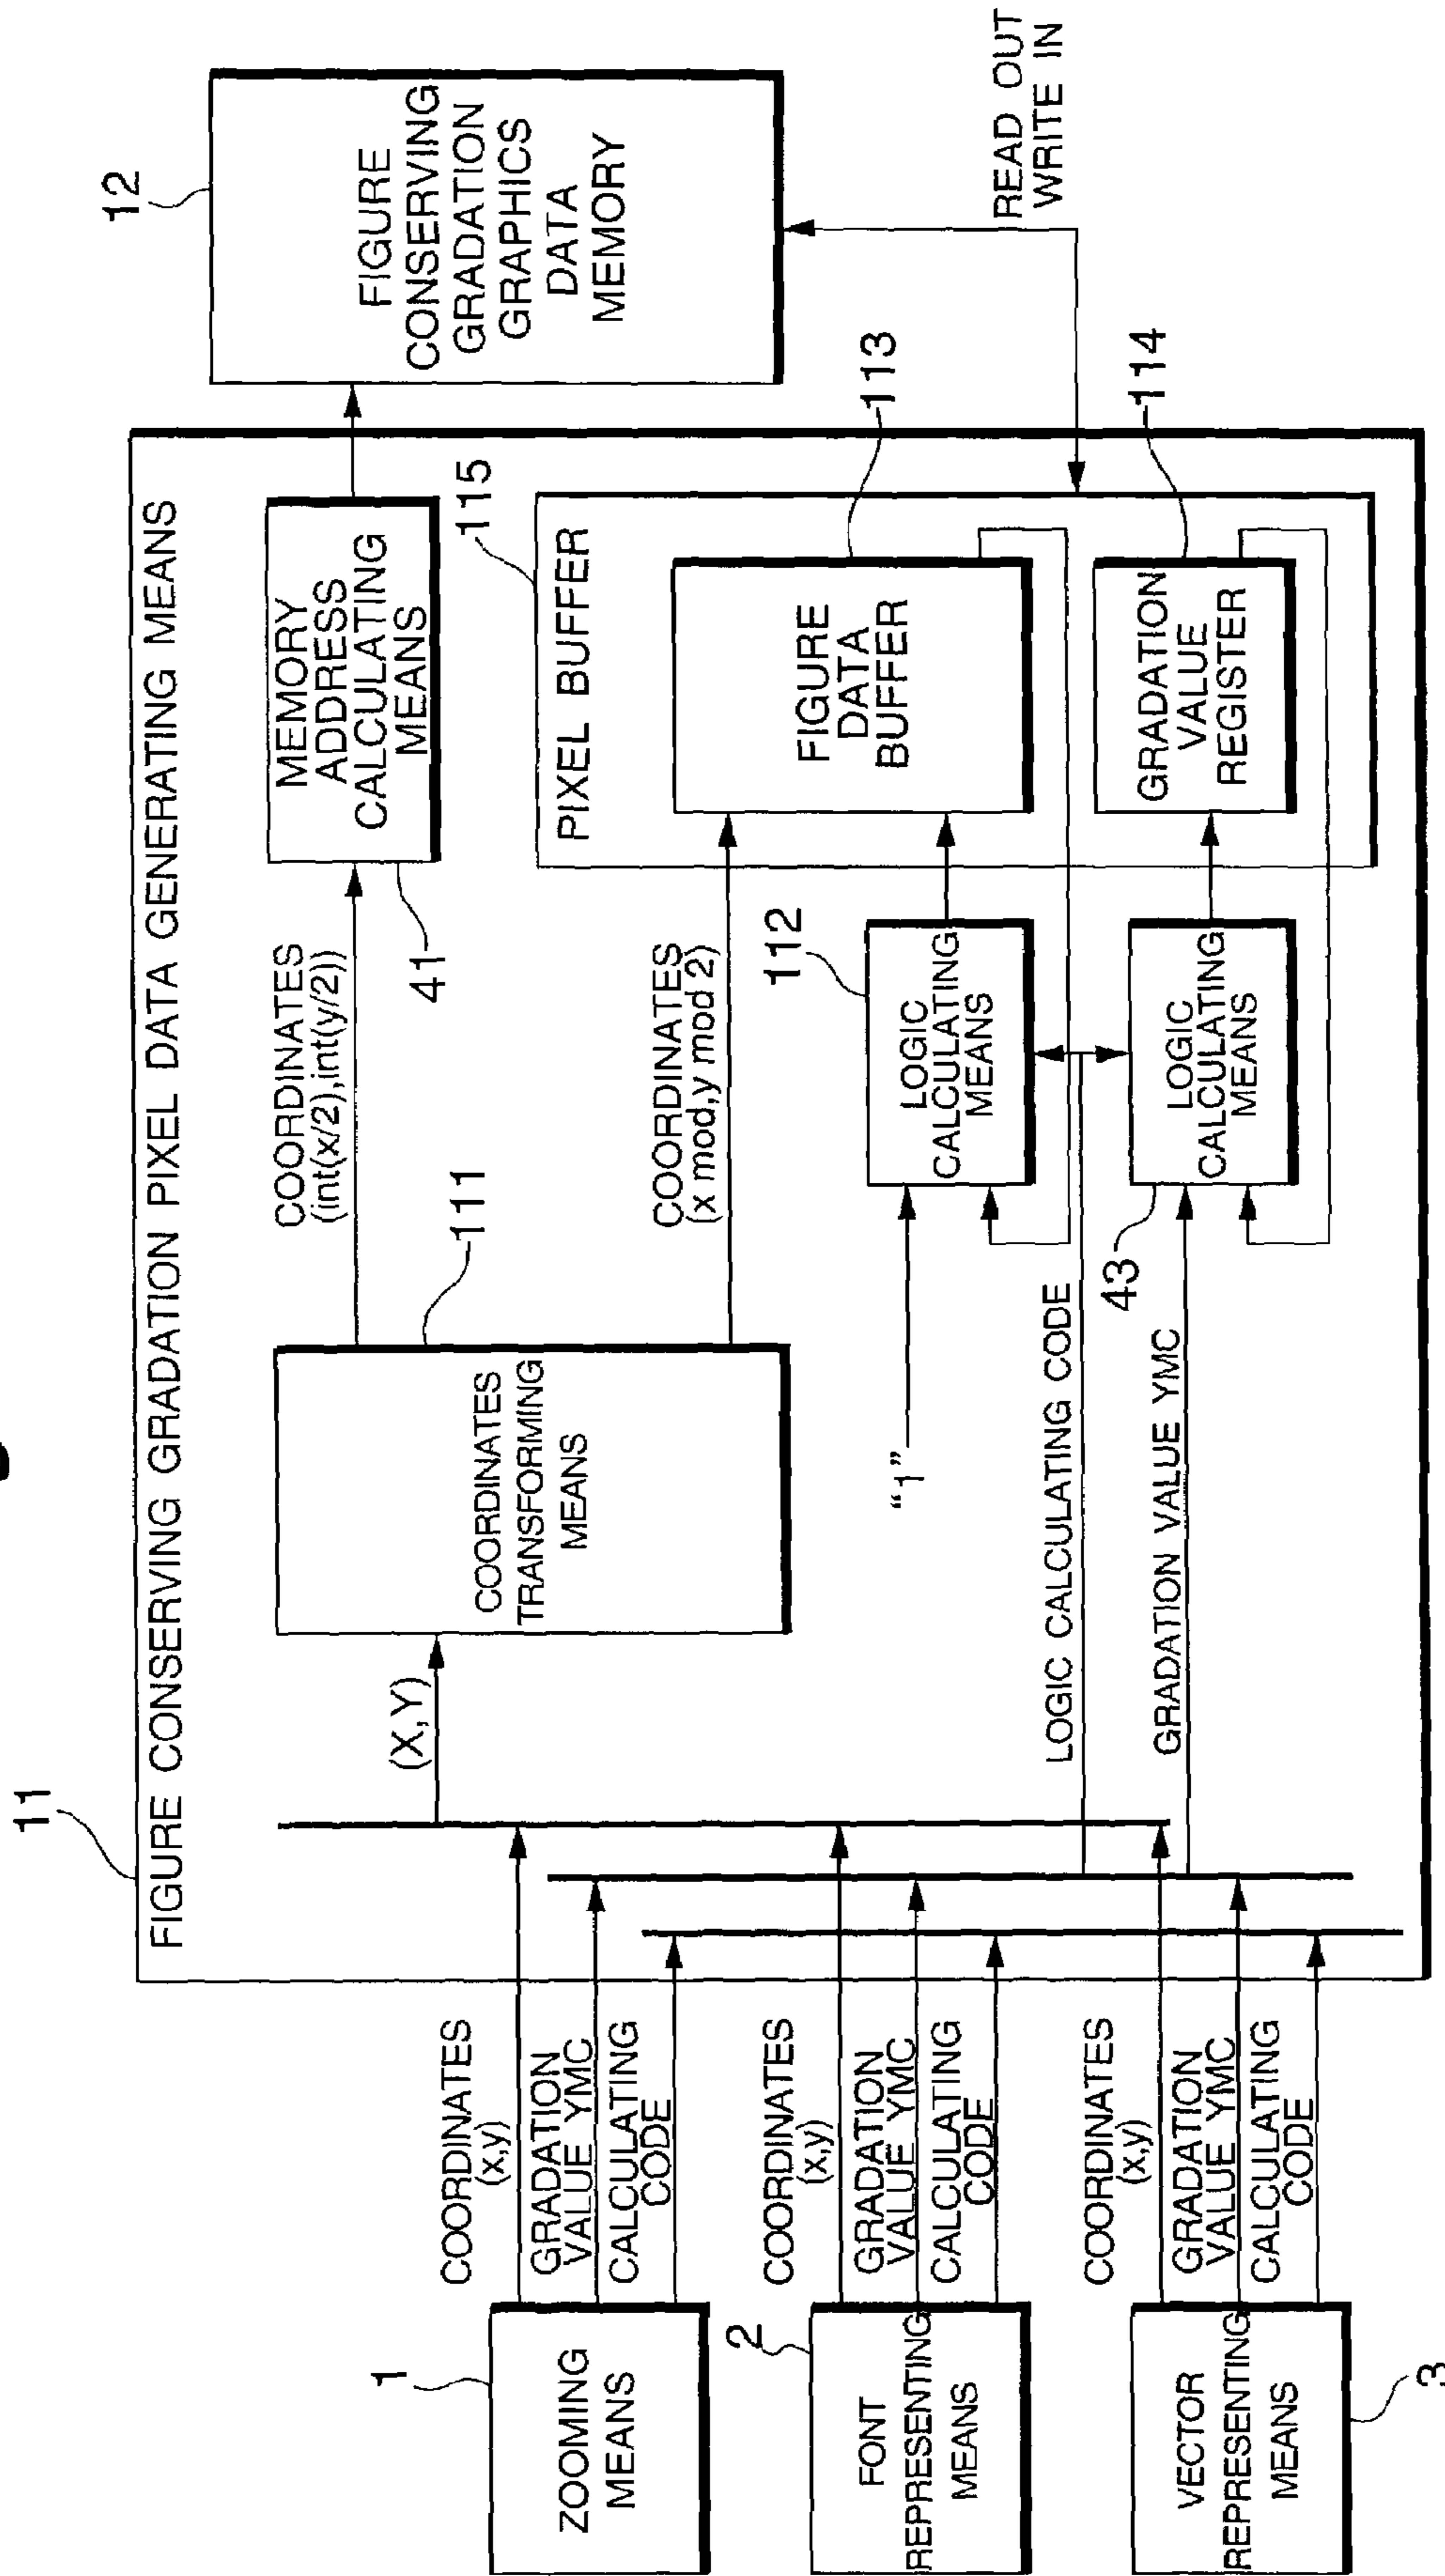 11
FIGURE CONSERVING GRADATION PIXEL DATA GENERATING MEANS
1
ZOOMING
MEANS
COORDINATES
(x,y)
GRADATION
VALUE YMC
CALCULATING
CODE
2
FONT
REPRESENTING
MEANS
COORDINATES
(x,y)
GRADATION
VALUE YMC
CALCULATING
CODE
VECTOR
REPRESENTING
MEANS
3
COORDINATES
(x,y)
GRADATION
VALUE YMC
CALCULATING
CODE
(X,Y)
COORDINATES
TRANSFORMING
MEANS
111
COORDINATES
(int(x/2),int(y/2))
COORDINATES
(x mod,y mod 2)
"1"
LOGIC CALCULATING CODE
GRADATION VALUE YMC
MEMORY
ADDRESS
CALCULATING
MEANS
41
112
LOGIC
CALCULATING
MEANS
43
LOGIC
CALCULATING
MEANS
115
PIXEL BUFFER
FIGURE
DATA
BUFFER
113
GRADATION
VALUE
REGISTER
114
12
FIGURE
CONSERVING
GRADATION
GRAPHICS
DATA
MEMORY
READ OUT
WRITE IN